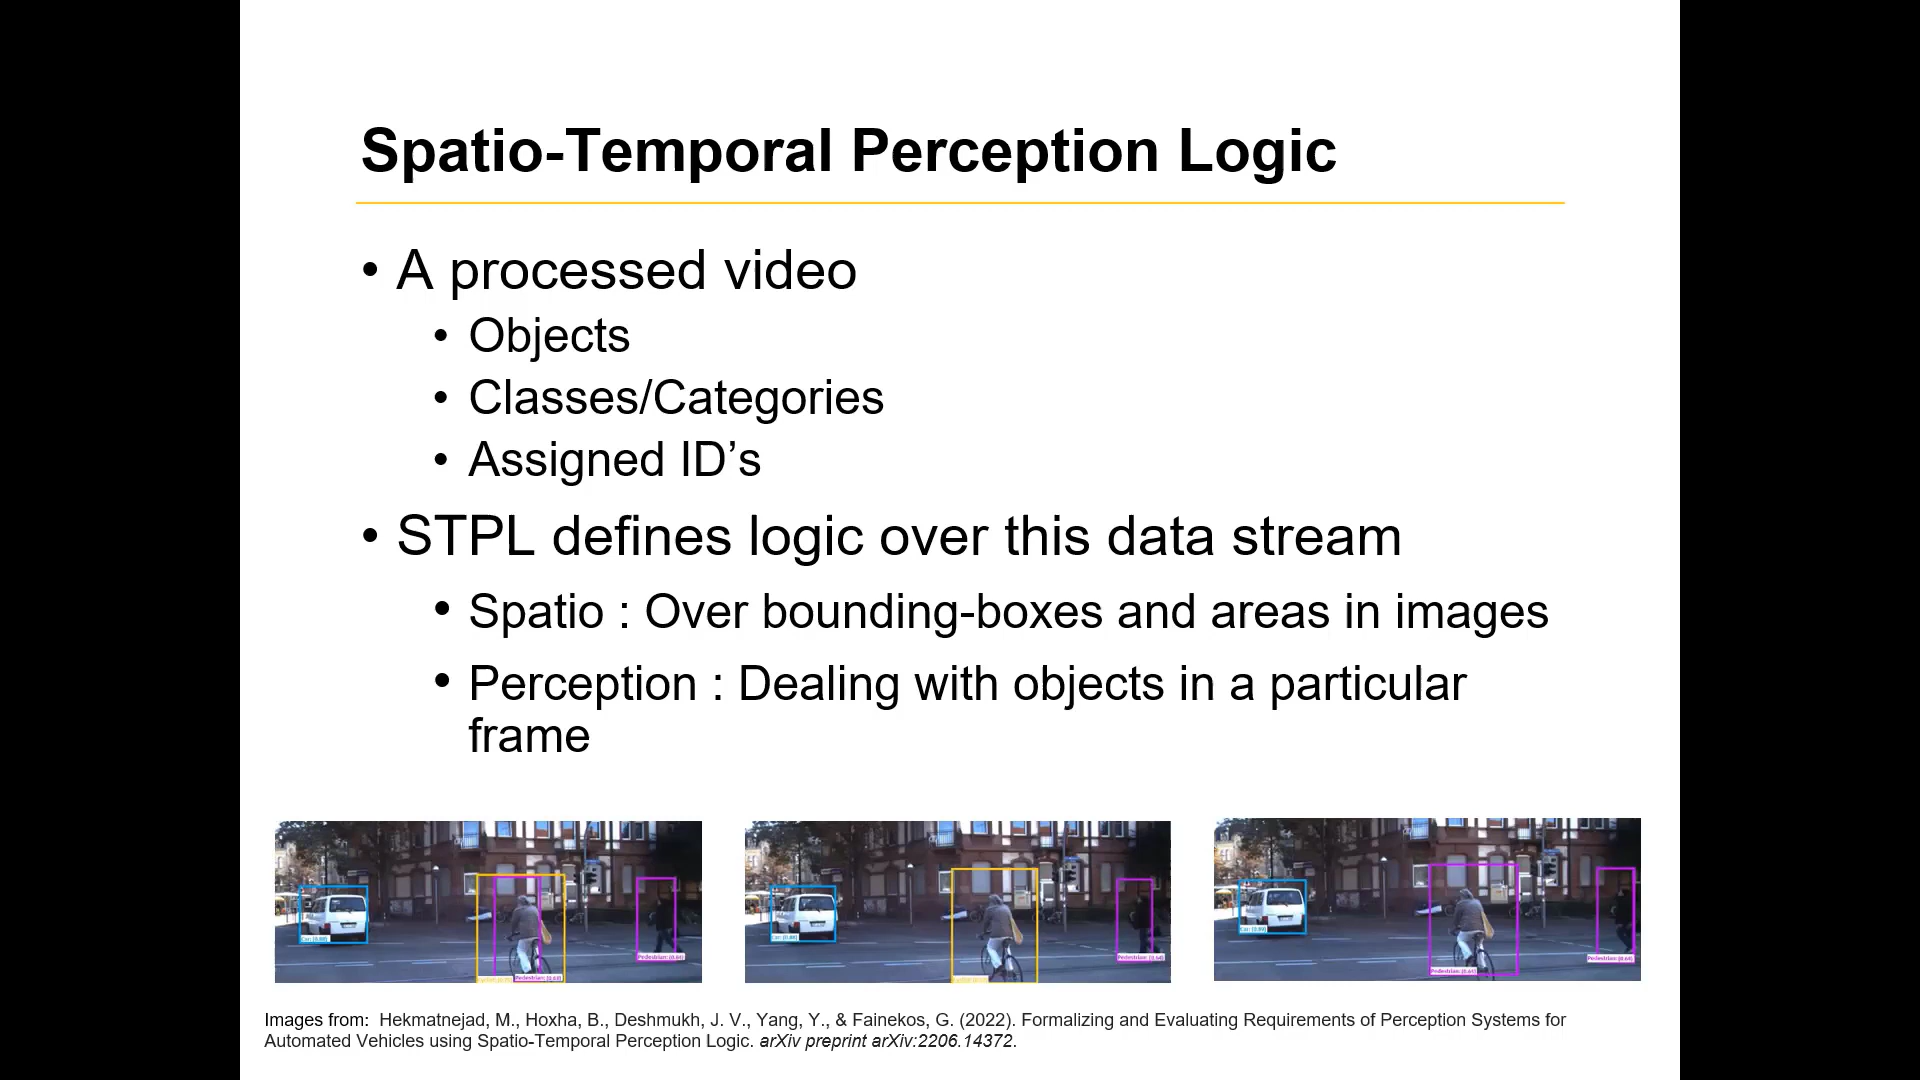 Spatio-Temporal Perception Logic
• A processed video
• Objects
• Classes/Categories
• Assigned ID’s
• STPL defines logic over this data stream
• Spatio : Over bounding-boxes and areas in images
• Perception : Dealing with objects in a particular
frame
Images from:  Hekmatnejad, M., Hoxha, B., Deshmukh, J. V., Yang, Y., & Fainekos, G. (2022). Formalizing and Evaluating Requirements of Perception Systems for
Automated Vehicles using Spatio-Temporal Perception Logic. arXiv preprint arXiv:2206.14372.